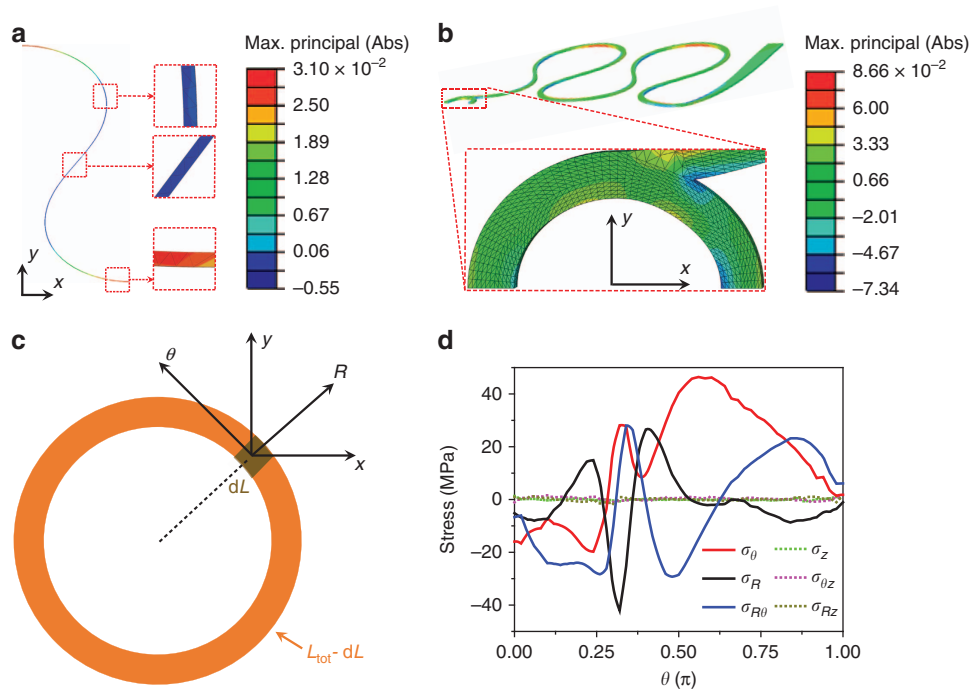 a
Max. principal (Abs)
3.10 × 10⁻²
2.50
1.89
1.28
0.67
0.06
−0.55
y
x
b
Max. principal (Abs)
8.66 × 10⁻²
6.00
3.33
0.66
−2.01
−4.67
−7.34
y
x
c
θ
y
R
x
dL
L_tot- dL
d
Stress (MPa)
40
20
0
−20
−40
σ_θ
σ_R
σ_Rθ
σ_z
σ_θz
σ_Rz
0.00 0.25 0.50 0.75 1.00
θ (π)